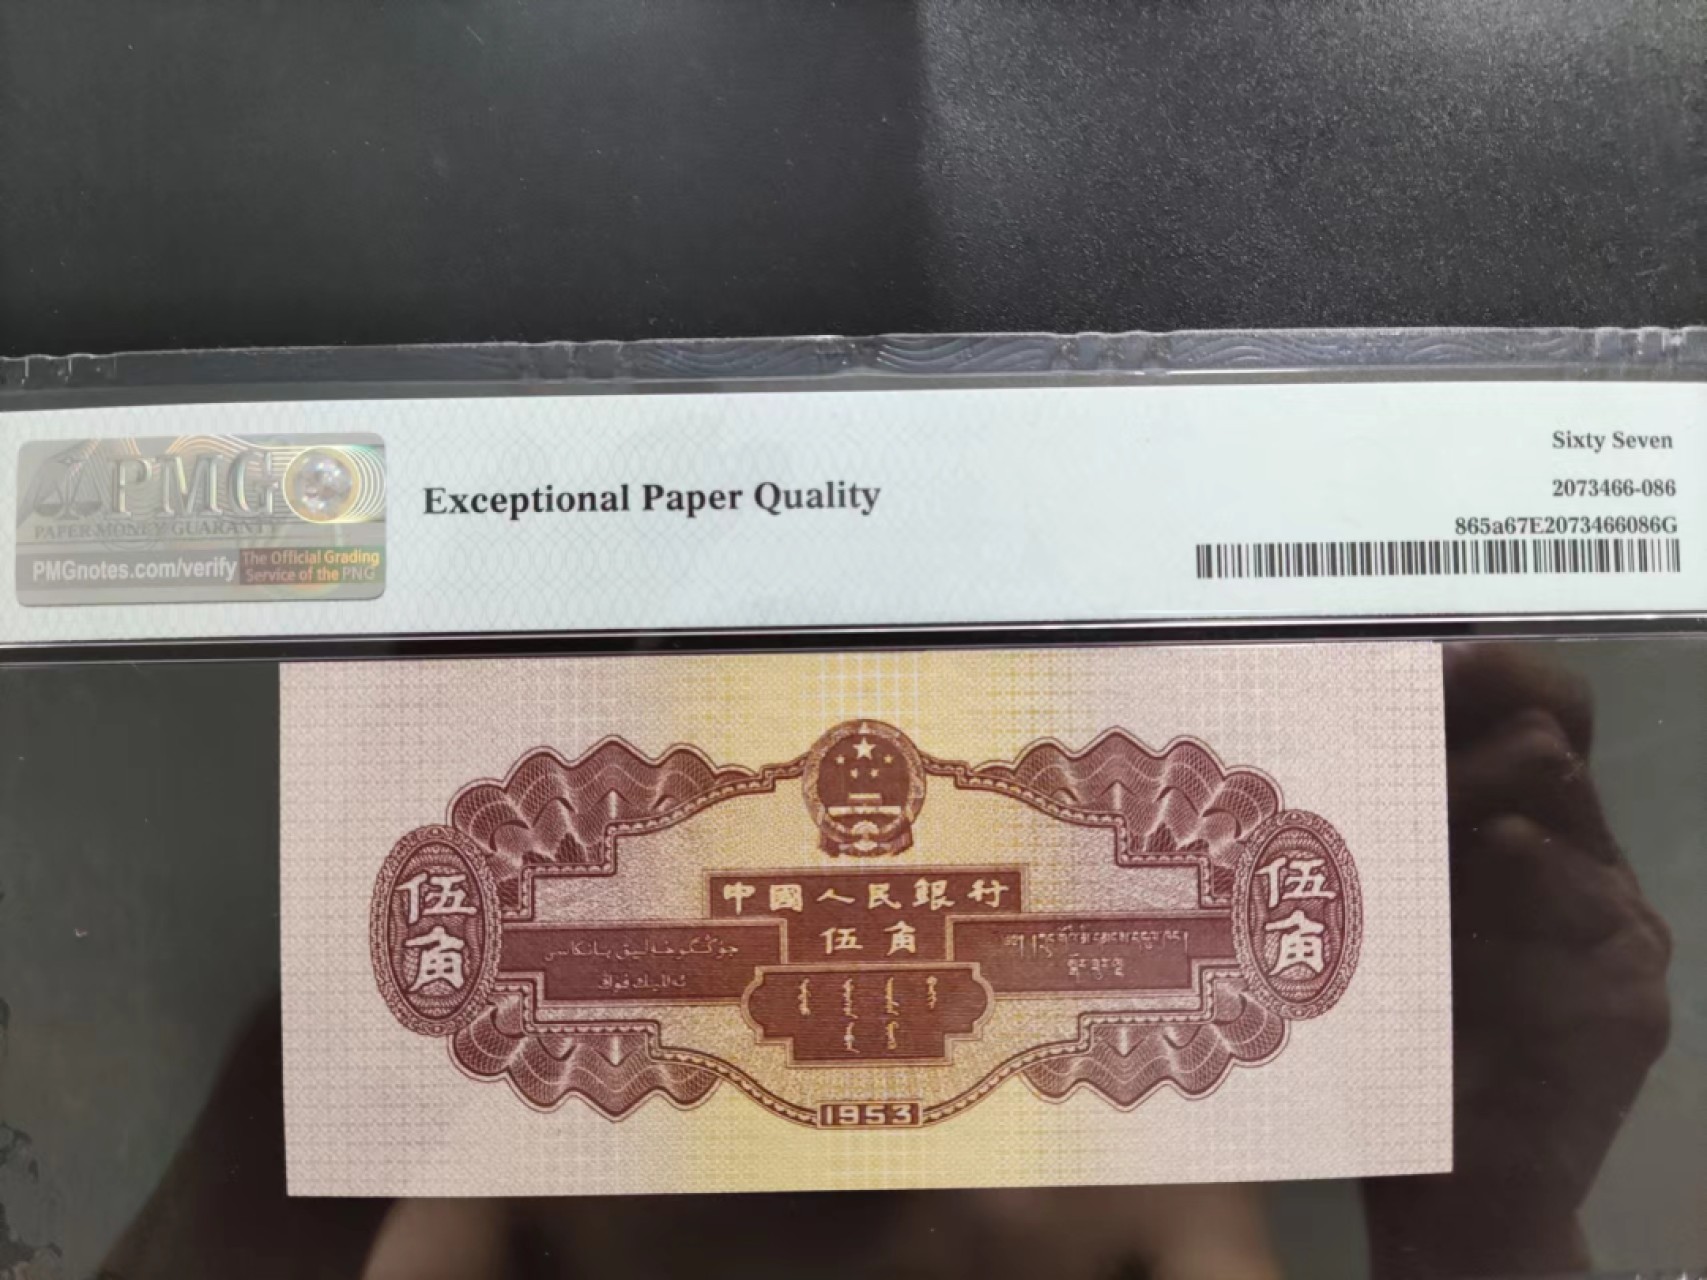 PMG
PAPER MONEY GUARANTY
PMGnotes.com/verify
The Official Grading
Service of the PNG
Exceptional Paper Quality
Sixty Seven
2073466-086
865a67E2073466086G
中國人民銀行
伍角
伍角
伍角
1953